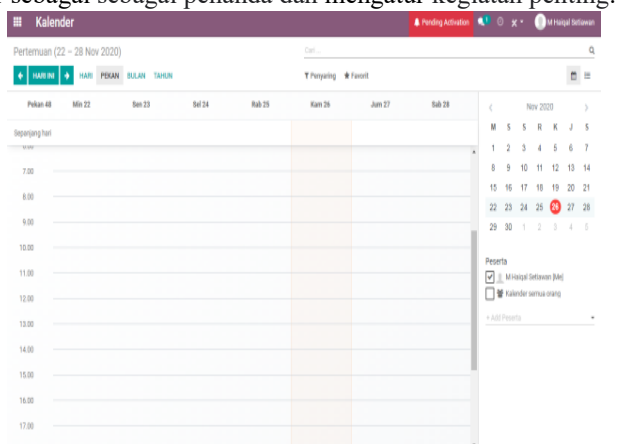 sebagai sebagai penanda dan mengatur kegiatan penting.
Kalender
Pending Activation
1
M Haiqal Setiawan
Pertemuan (22 – 28 Nov 2020)
Cari ...
HARI INI
HARI PEKAN BULAN TAHUN
Penyaring Favorit
Pekan 48 Min 22 Sen 23 Sel 24 Rab 25 Kam 26 Jum 27 Sab 28
Sepanjang hari
6.00
7.00
8.00
9.00
10.00
11.00
12.00
13.00
14.00
15.00
16.00
17.00
Nov 2020
M S S R K J S
1 2 3 4 5 6 7
8 9 10 11 12 13 14
15 16 17 18 19 20 21
22 23 24 25 26 27 28
29 30 1 2 3 4 5
Peserta
M Haiqal Setiawan [Me]
Kalender semua orang
+ Add Peserta